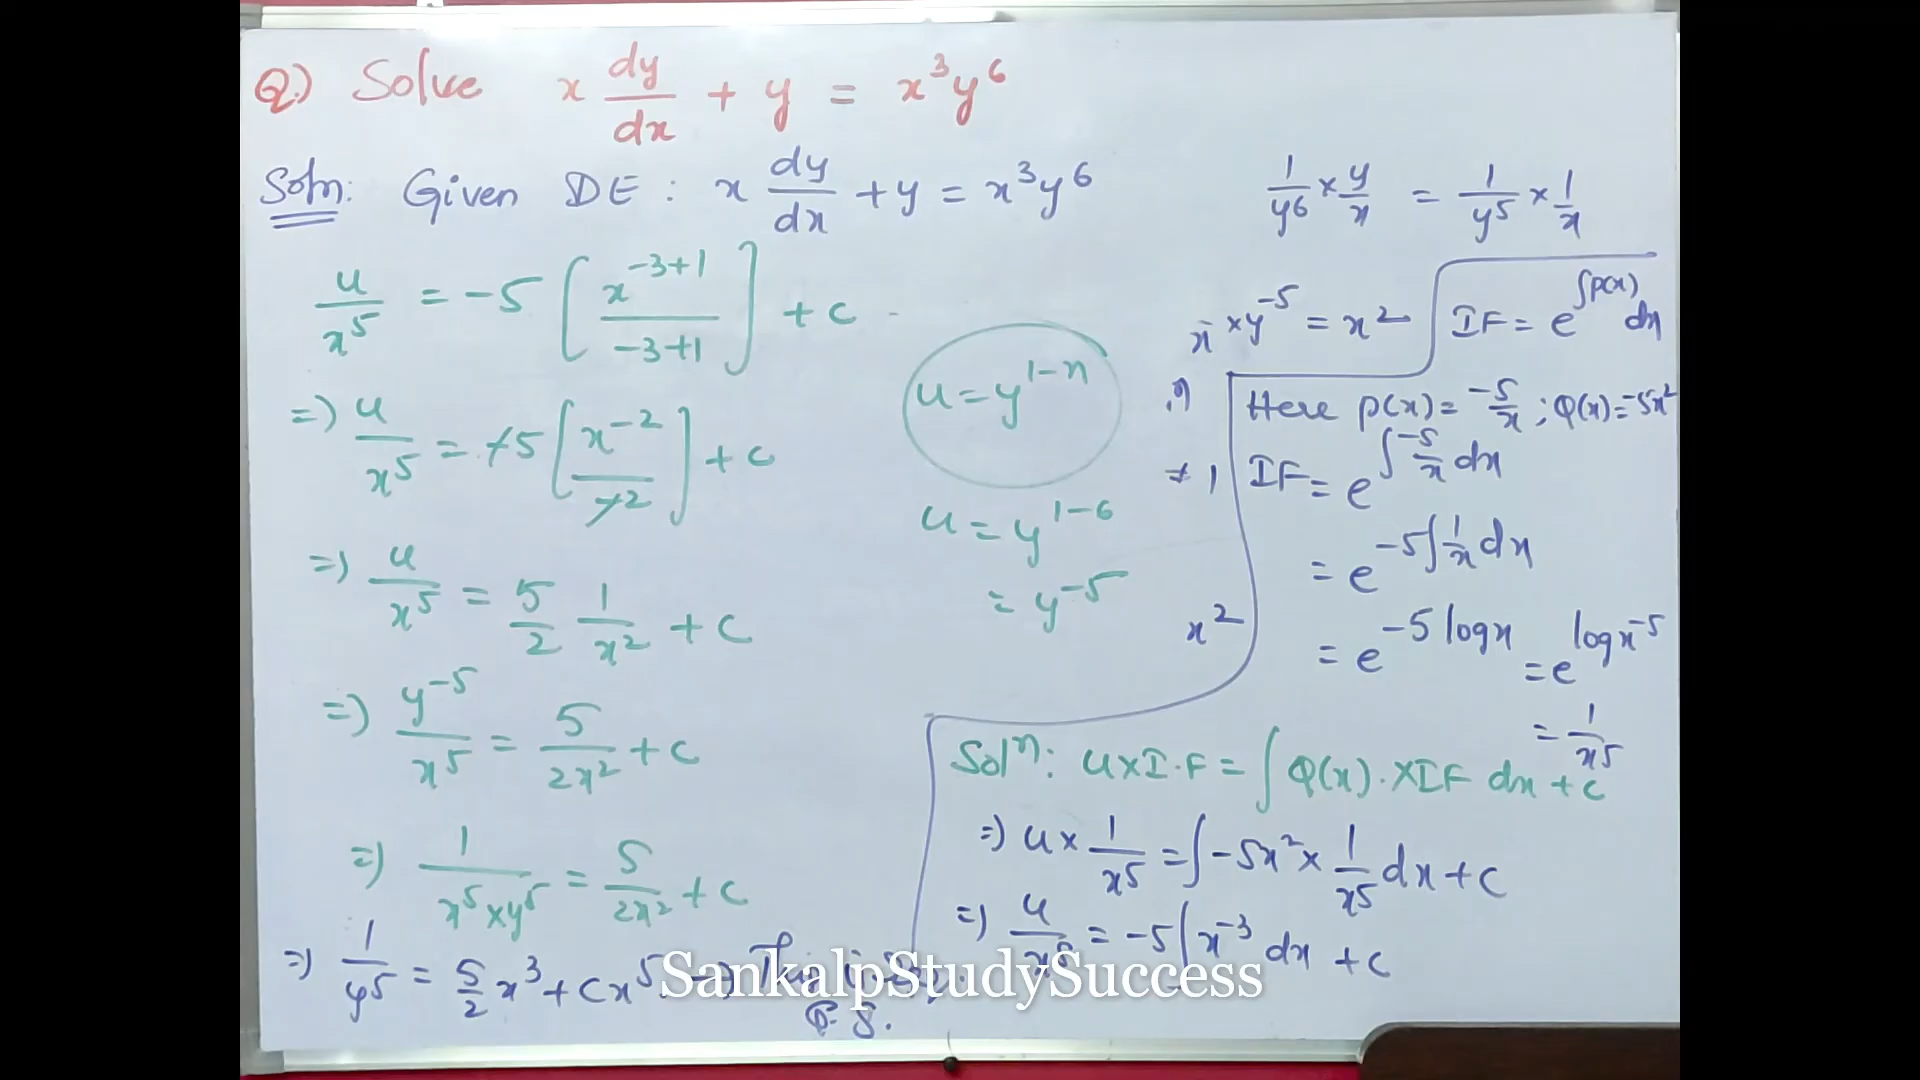 Q.) Solve x dy/dx + y = x³y⁶
Soln: Given DE : x dy/dx + y = x³y⁶
1/y⁶ × y/x = 1/y⁵ × 1/x
u/x⁵ = -5 [ x^(-3+1) / (-3+1) ] + c
=) u/x⁵ = -5 [ x⁻² / -2 ] + c
=) u/x⁵ = 5/2 1/x² + c
=) y⁻⁵/x⁵ = 5/2x² + c
=) 1/(x⁵×y⁵) = 5/2x² + c
=) 1/y⁵ = 5/2 x³ + cx⁵
G.S.
u = y^(1-n)
u = y^(1-6)
= y⁻⁵
× y⁻⁵ = x²
x²
IF = e^∫p(x) dx
Here p(x) = -5/x ; Q(x) = -5x²
IF = e^∫-5/x dx
= e^-5∫1/x dx
= e^-5 log x = e^log x⁻⁵
= 1/x⁵
Solⁿ: u×I.F = ∫ Q(x).×IF dx + c
=) u × 1/x⁵ = ∫ -5x² × 1/x⁵ dx + c
=) u/x⁵ = -5 ∫ x⁻³ dx + c
SankalpStudySuccess